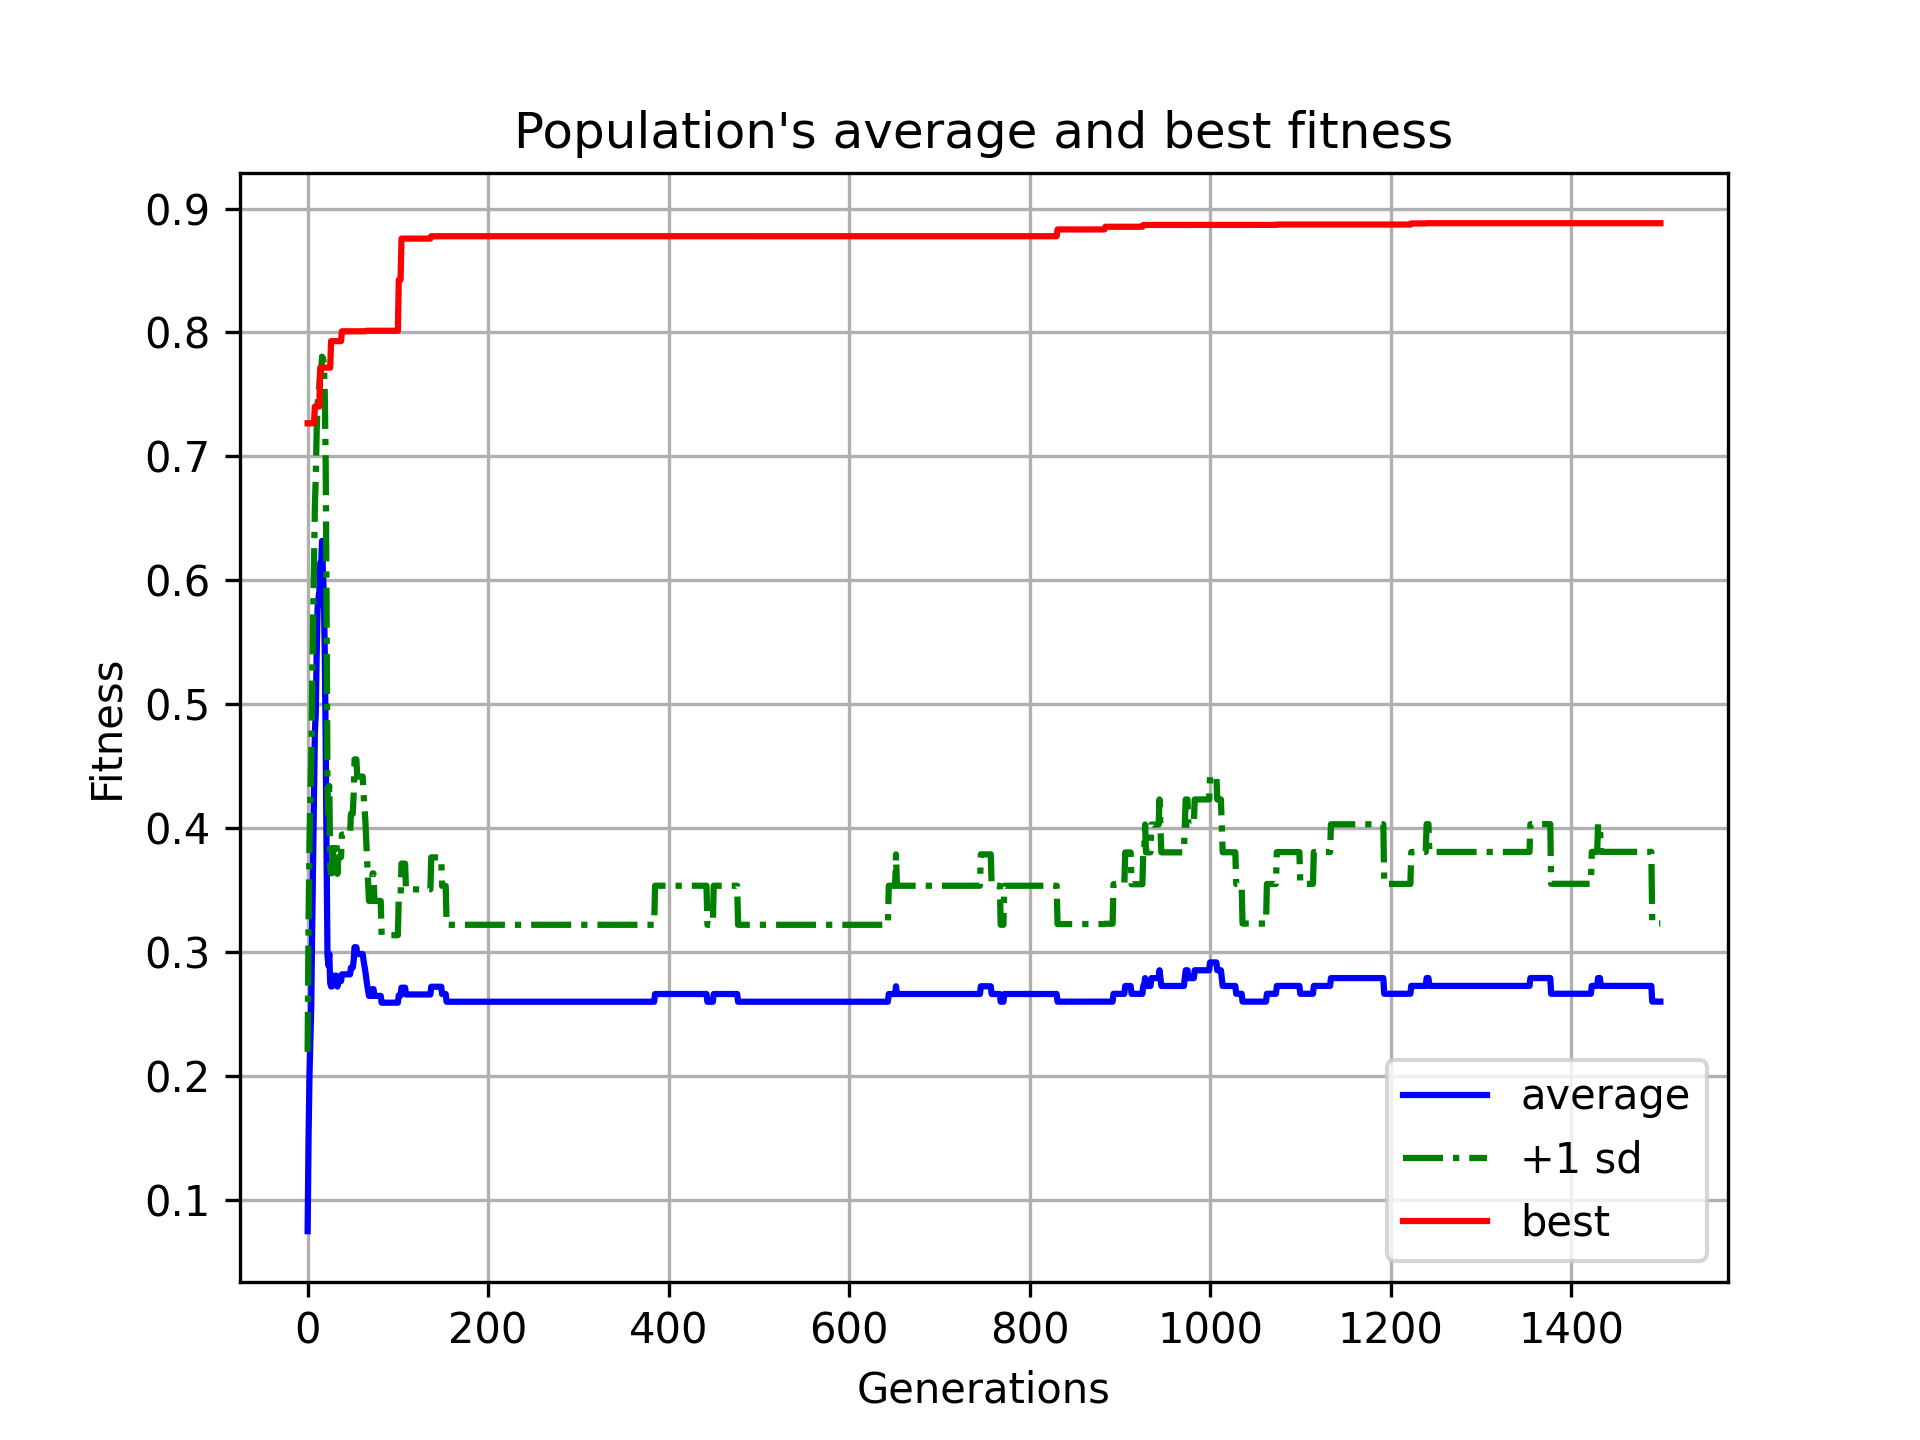 Population's average and best fitness
Fitness
0.9
0.8
0.7
0.6
0.5
0.4
0.3
0.2
0.1
average
+1 sd
best
0 200 400 600 800 1000 1200 1400
Generations